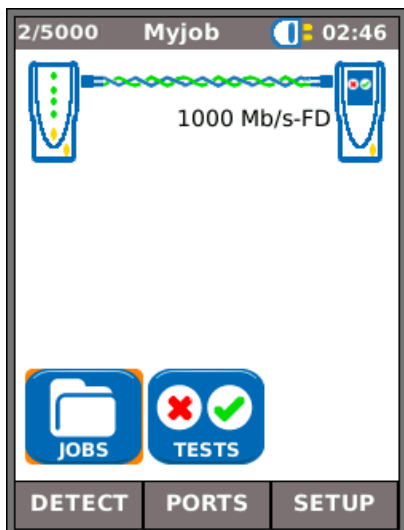 2/5000 Myjob 02:46
1000 Mb/s-FD
JOBS TESTS
DETECT PORTS SETUP